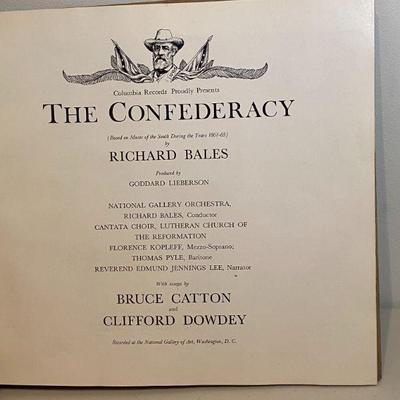 Columbia Records Proudly Presents
THE CONFEDERACY
(Based on Music of the South During the Years 1861-65)
by
RICHARD BALES
Produced by
GODDARD LIEBERSON
NATIONAL GALLERY ORCHESTRA,
RICHARD BALES, Conductor
CANTATA CHOIR, LUTHERAN CHURCH OF
THE REFORMATION
FLORENCE KOPLEFF, Mezzo-Soprano;
THOMAS PYLE, Baritone
REVEREND EDMUND JENNINGS LEE, Narrator
With essays by
BRUCE CATTON
and
CLIFFORD DOWDEY
Recorded at the National Gallery of Art, Washington, D. C.